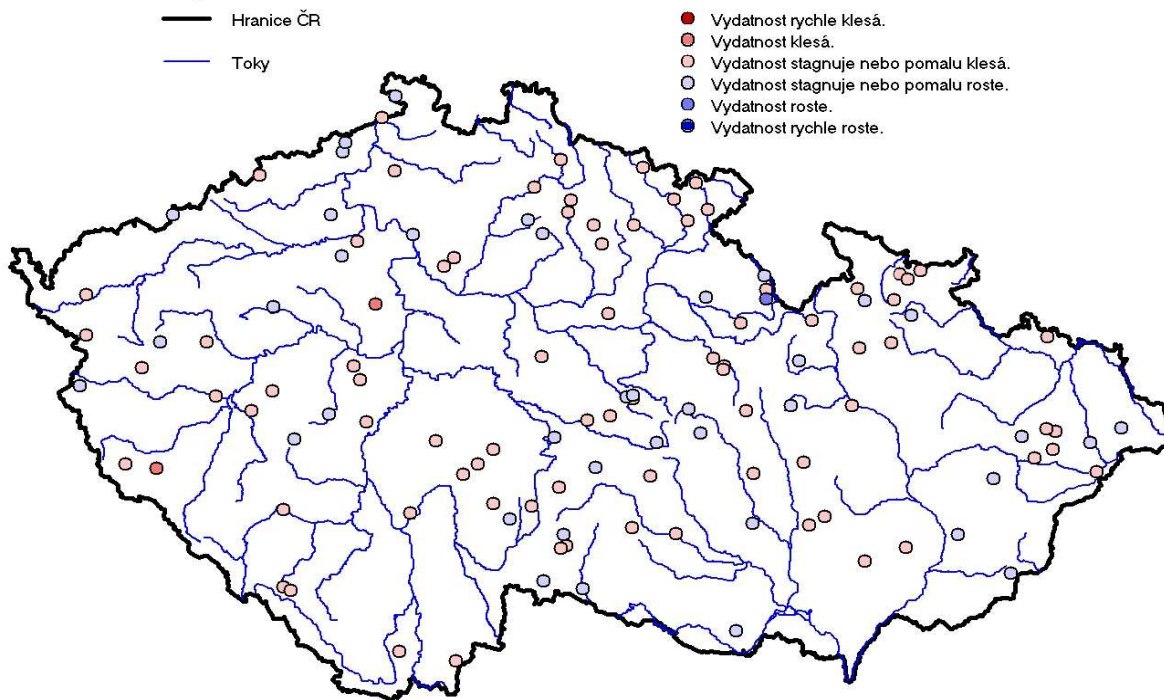 Hranice ČR
Toky
Vydatnost rychle klesá.
Vydatnost klesá.
Vydatnost stagnuje nebo pomalu klesá.
Vydatnost stagnuje nebo pomalu roste.
Vydatnost roste.
Vydatnost rychle roste.